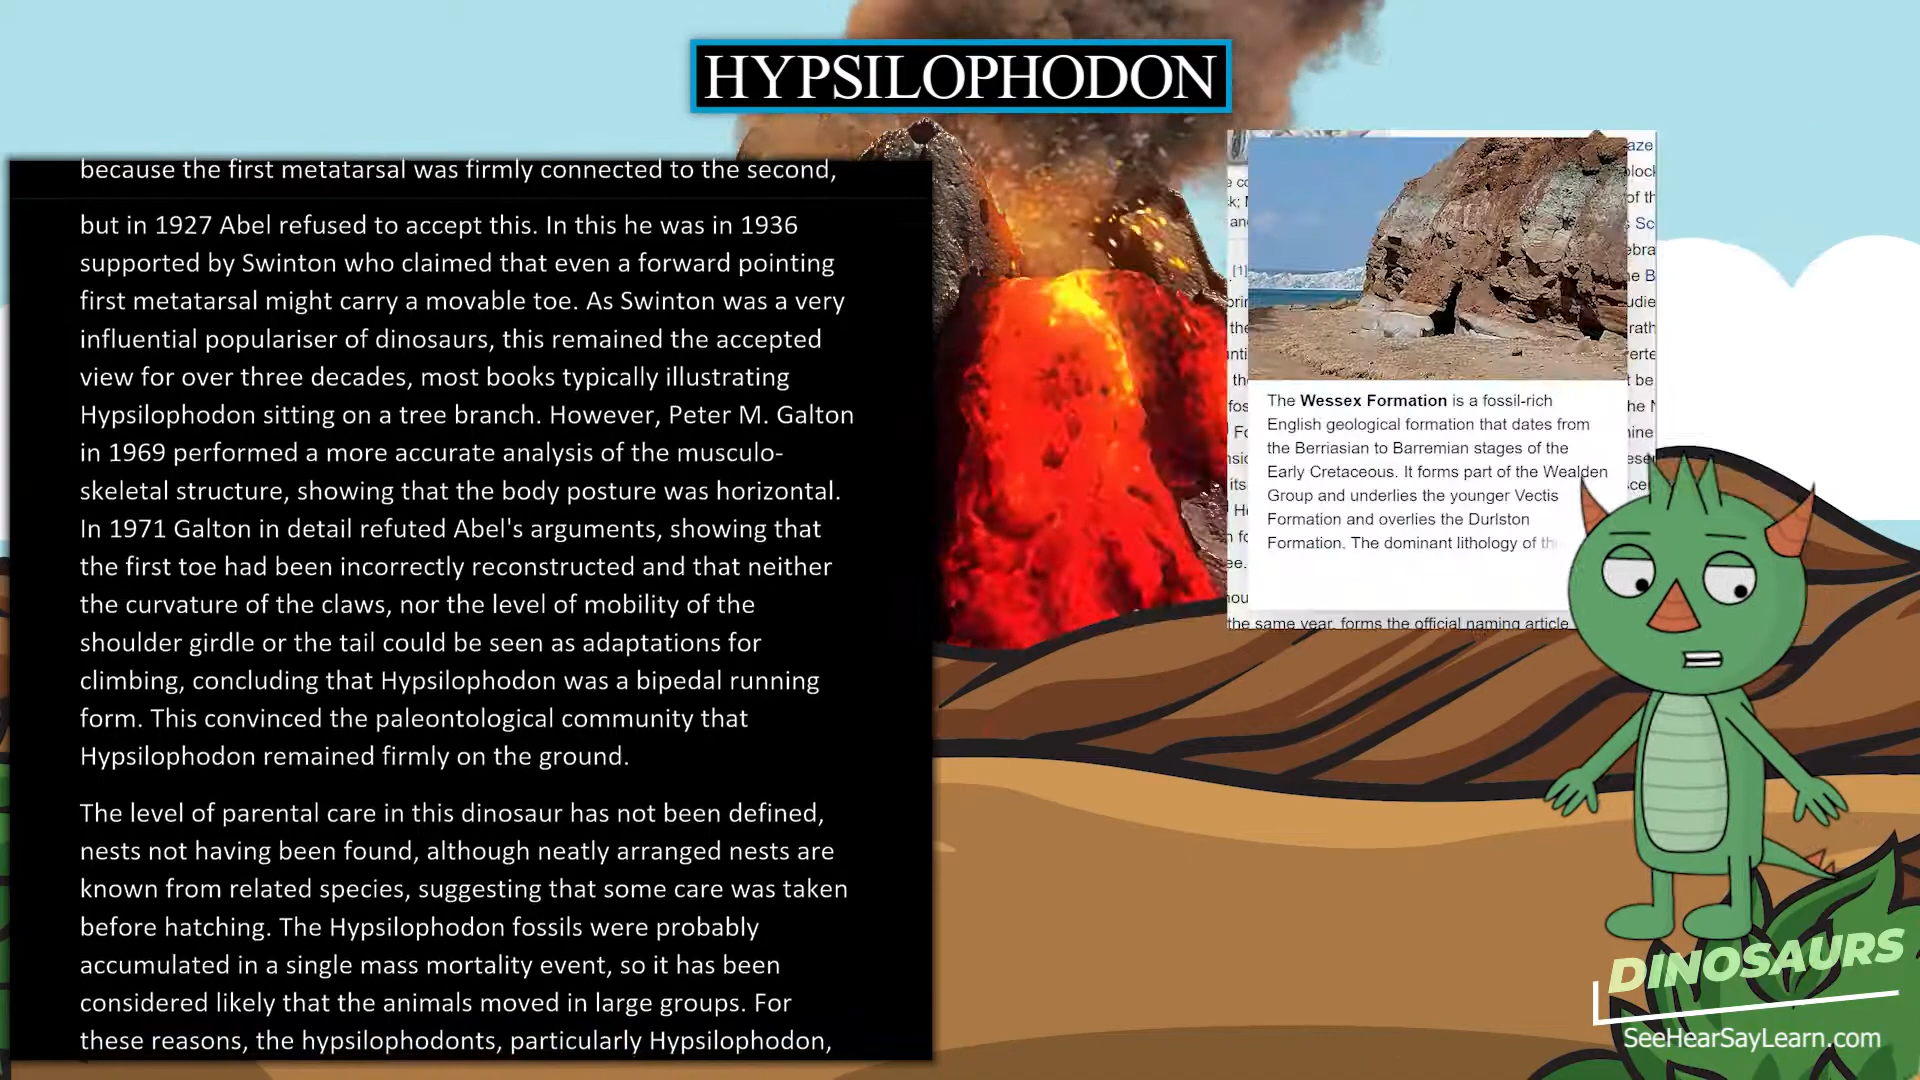 HYPSILOPHODON
because the first metatarsal was firmly connected to the second,
but in 1927 Abel refused to accept this. In this he was in 1936
supported by Swinton who claimed that even a forward pointing
first metatarsal might carry a movable toe. As Swinton was a very
influential populariser of dinosaurs, this remained the accepted
view for over three decades, most books typically illustrating
Hypsilophodon sitting on a tree branch. However, Peter M. Galton
in 1969 performed a more accurate analysis of the musculo-
skeletal structure, showing that the body posture was horizontal.
In 1971 Galton in detail refuted Abel's arguments, showing that
the first toe had been incorrectly reconstructed and that neither
the curvature of the claws, nor the level of mobility of the
shoulder girdle or the tail could be seen as adaptations for
climbing, concluding that Hypsilophodon was a bipedal running
form. This convinced the paleontological community that
Hypsilophodon remained firmly on the ground.
The level of parental care in this dinosaur has not been defined,
nests not having been found, although neatly arranged nests are
known from related species, suggesting that some care was taken
before hatching. The Hypsilophodon fossils were probably
accumulated in a single mass mortality event, so it has been
considered likely that the animals moved in large groups. For
these reasons, the hypsilophodonts, particularly Hypsilophodon,
The Wessex Formation is a fossil-rich
English geological formation that dates from
the Berriasian to Barremian stages of the
Early Cretaceous. It forms part of the Wealden
Group and underlies the younger Vectis
Formation and overlies the Durlston
Formation. The dominant lithology of
the same year, forms the official naming article
DINOSAURS
SeeHearSayLearn.com